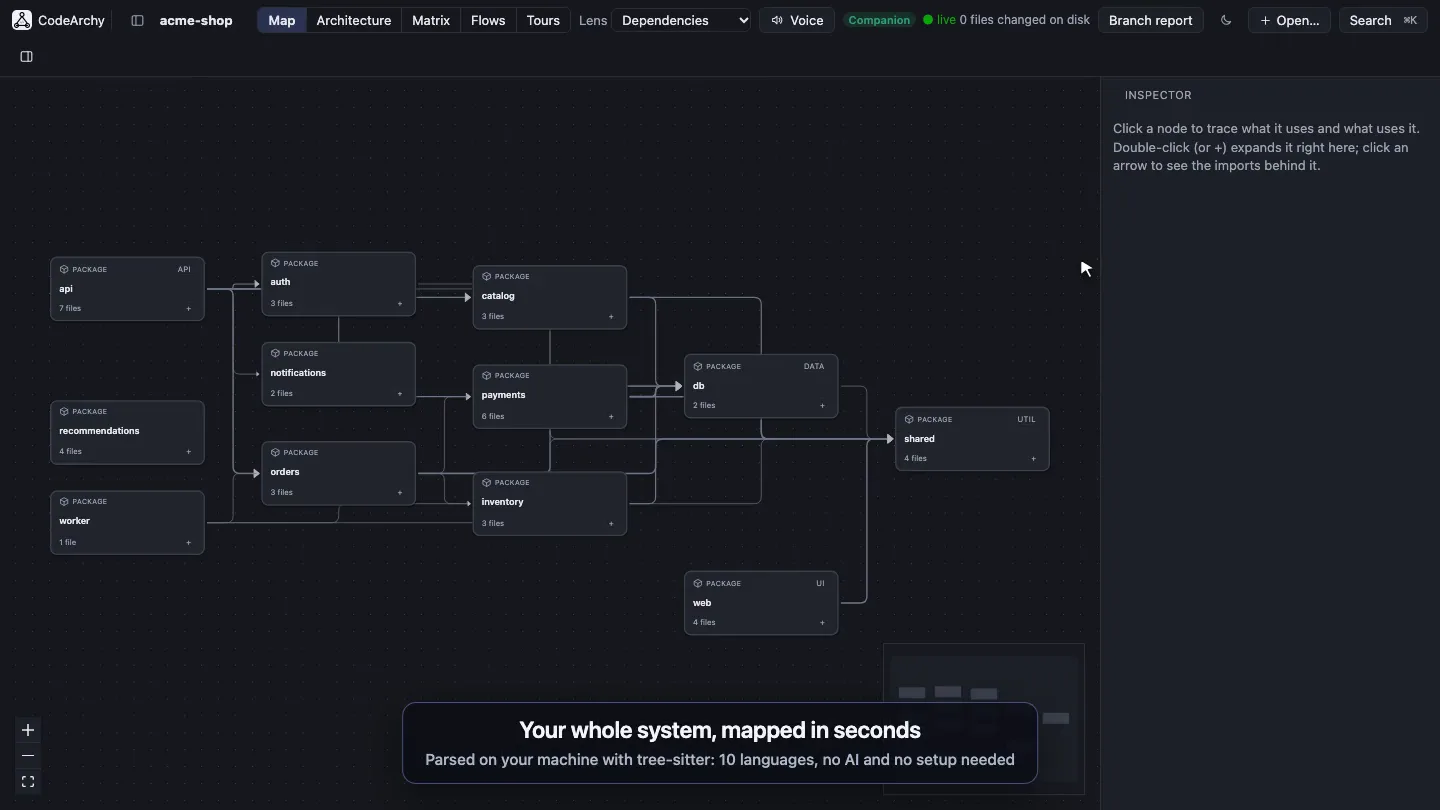 CodeArchy
acme-shop
Map
Architecture
Matrix
Flows
Tours
Lens
Dependencies
Voice
Companion
live 0 files changed on disk
Branch report
+ Open...
Search ⌘K
INSPECTOR
Click a node to trace what it uses and what uses it.
Double-click (or +) expands it right here; click an
arrow to see the imports behind it.
PACKAGE API
api
7 files +
PACKAGE
auth
3 files +
PACKAGE
catalog
3 files +
PACKAGE
notifications
2 files +
PACKAGE
payments
6 files +
PACKAGE DATA
db
2 files +
PACKAGE
recommendations
4 files +
PACKAGE UTIL
shared
4 files +
PACKAGE
orders
3 files +
PACKAGE
inventory
3 files +
PACKAGE
worker
1 file +
PACKAGE UI
web
4 files +
Your whole system, mapped in seconds
Parsed on your machine with tree-sitter: 10 languages, no AI and no setup needed